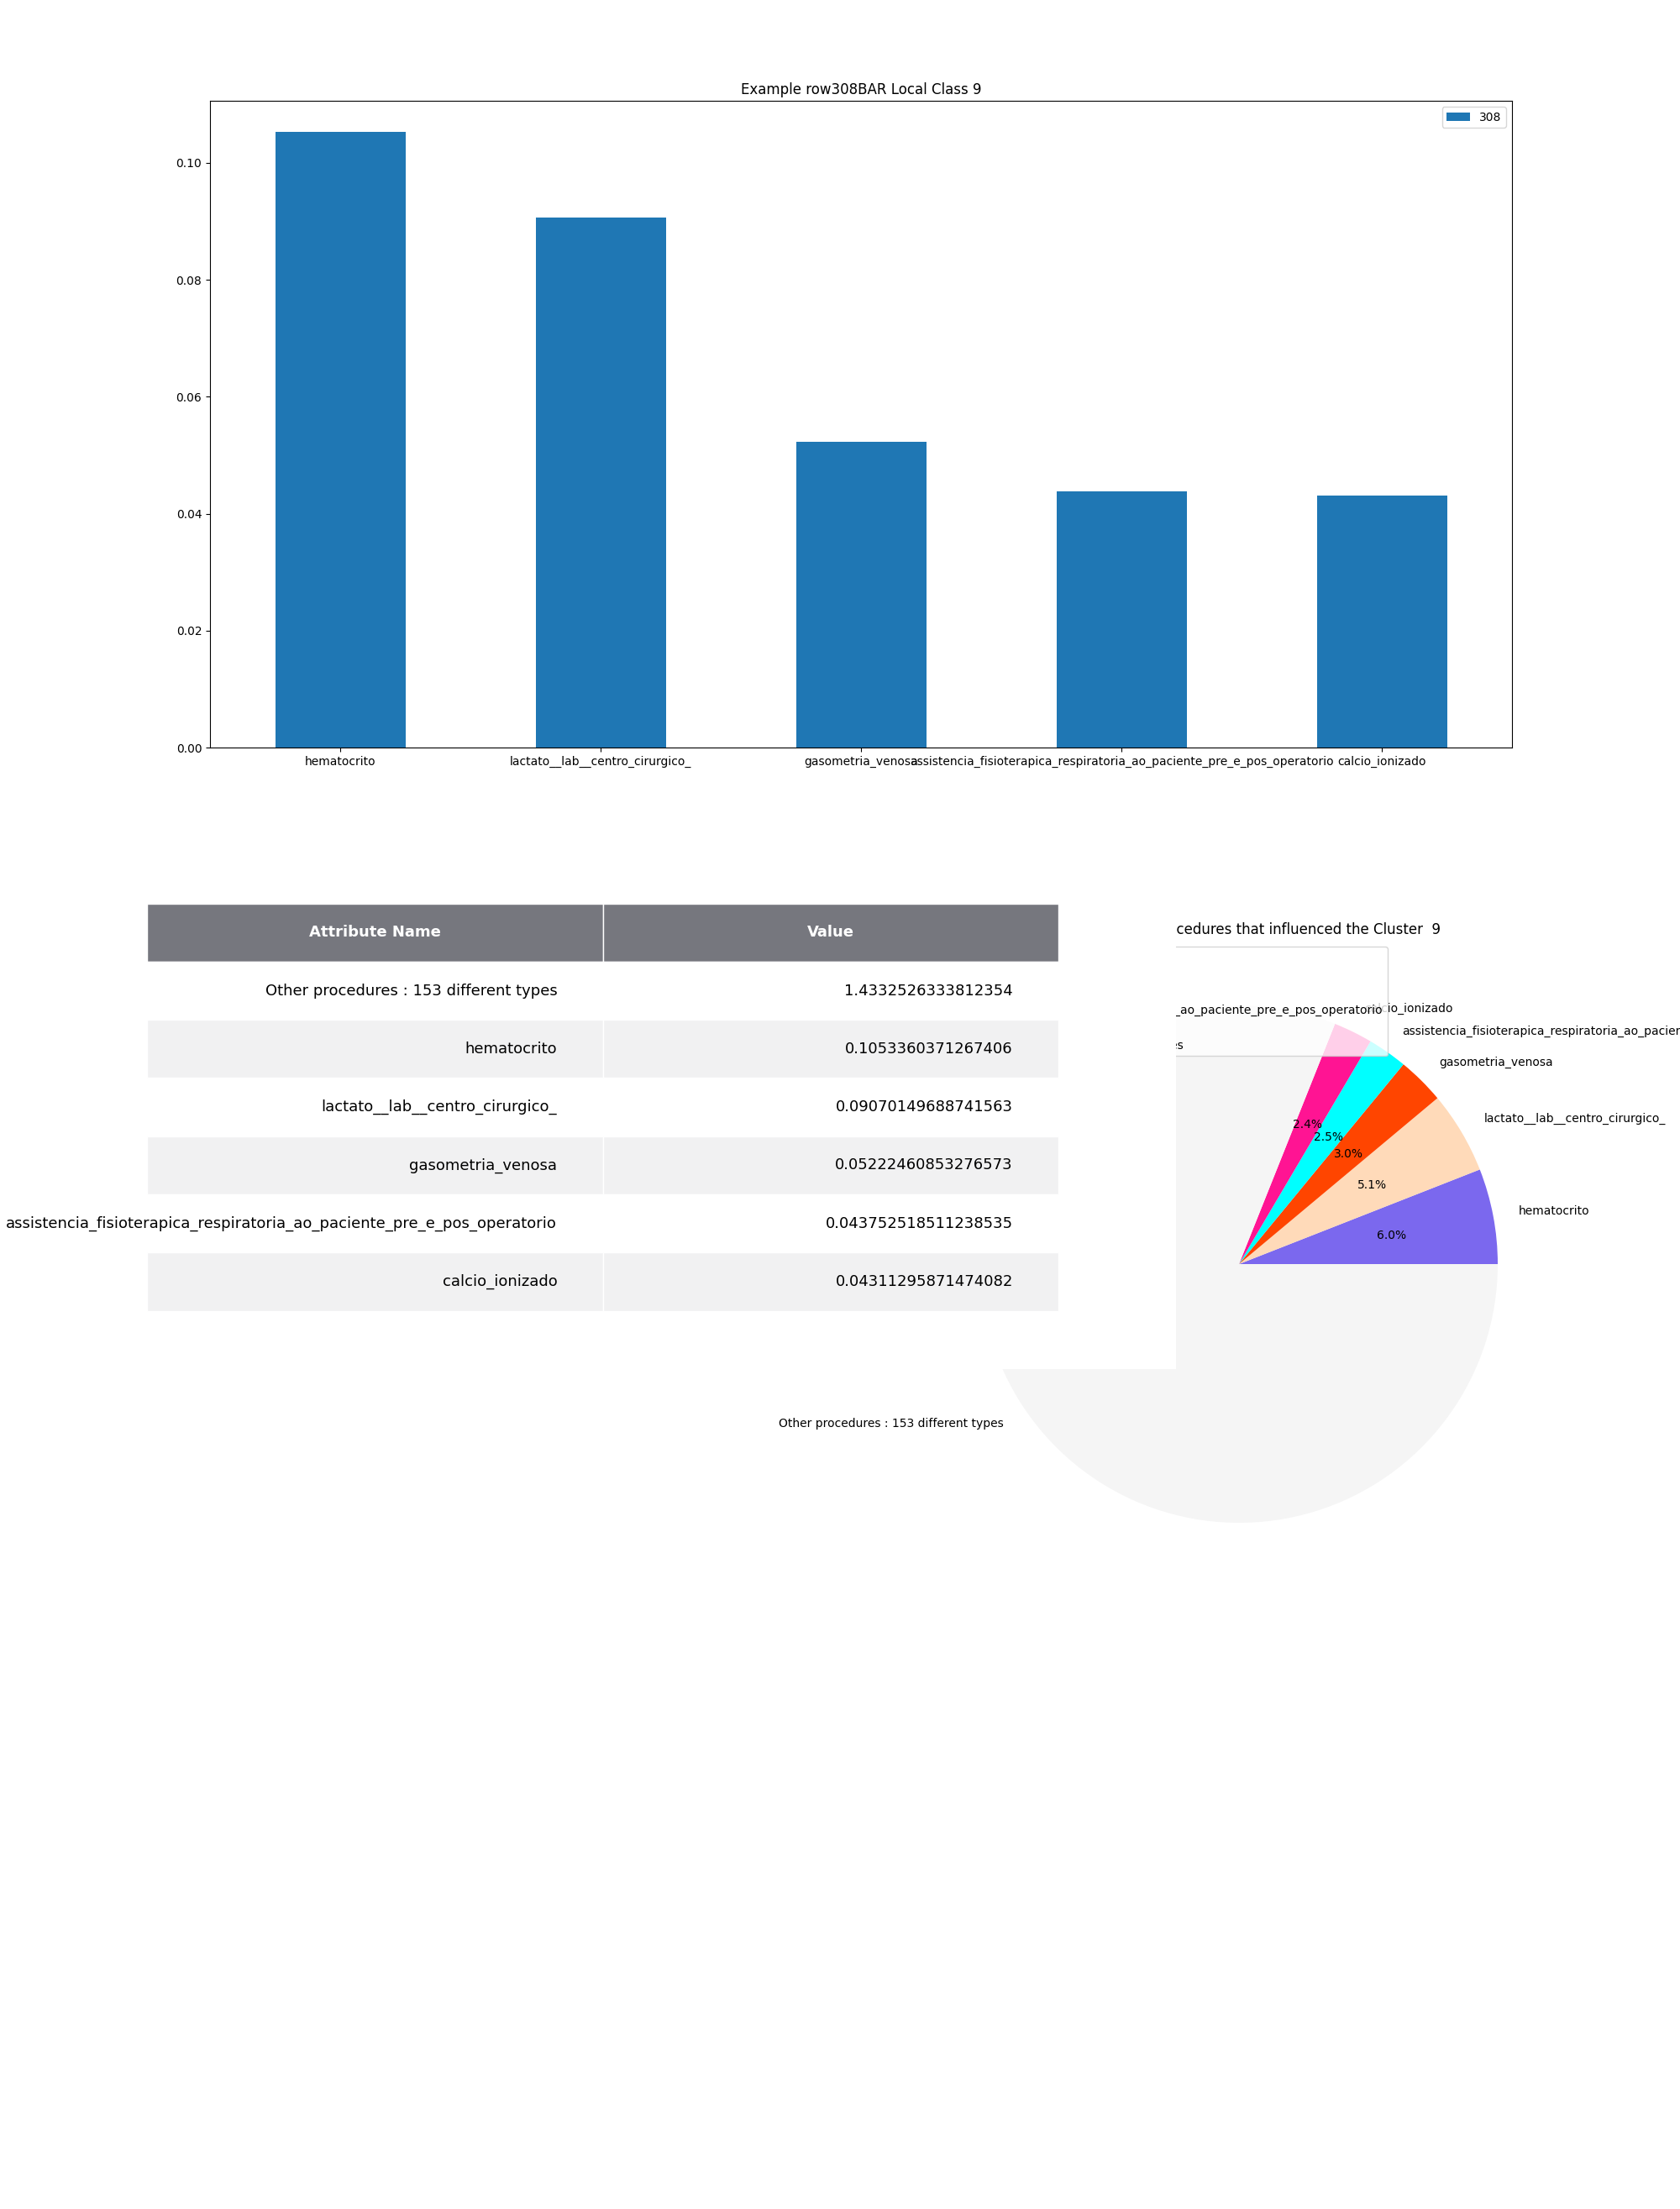 Example row308BAR Local Class 9
308
0.10
0.08
0.06
0.04
0.02
0.00
hematocrito
lactato__lab__centro_cirurgico_
gasometria_venosa
assistencia_fisioterapica_respiratoria_ao_paciente_pre_e_pos_operatorio
calcio_ionizado
Attribute Name Value
Other procedures : 153 different types 1.4332526333812354
hematocrito 0.1053360371267406
lactato__lab__centro_cirurgico_ 0.09070149688741563
gasometria_venosa 0.05222460853276573
assistencia_fisioterapica_respiratoria_ao_paciente_pre_e_pos_operatorio 0.043752518511238535
calcio_ionizado 0.04311295871474082
cedures that influenced the Cluster 9
_ao_paciente_pre_e_pos_operatorio
es
calcio_ionizado
assistencia_fisioterapica_respiratoria_ao_pacien
gasometria_venosa
lactato__lab__centro_cirurgico_
hematocrito
2.4%
2.5%
3.0%
5.1%
6.0%
Other procedures : 153 different types